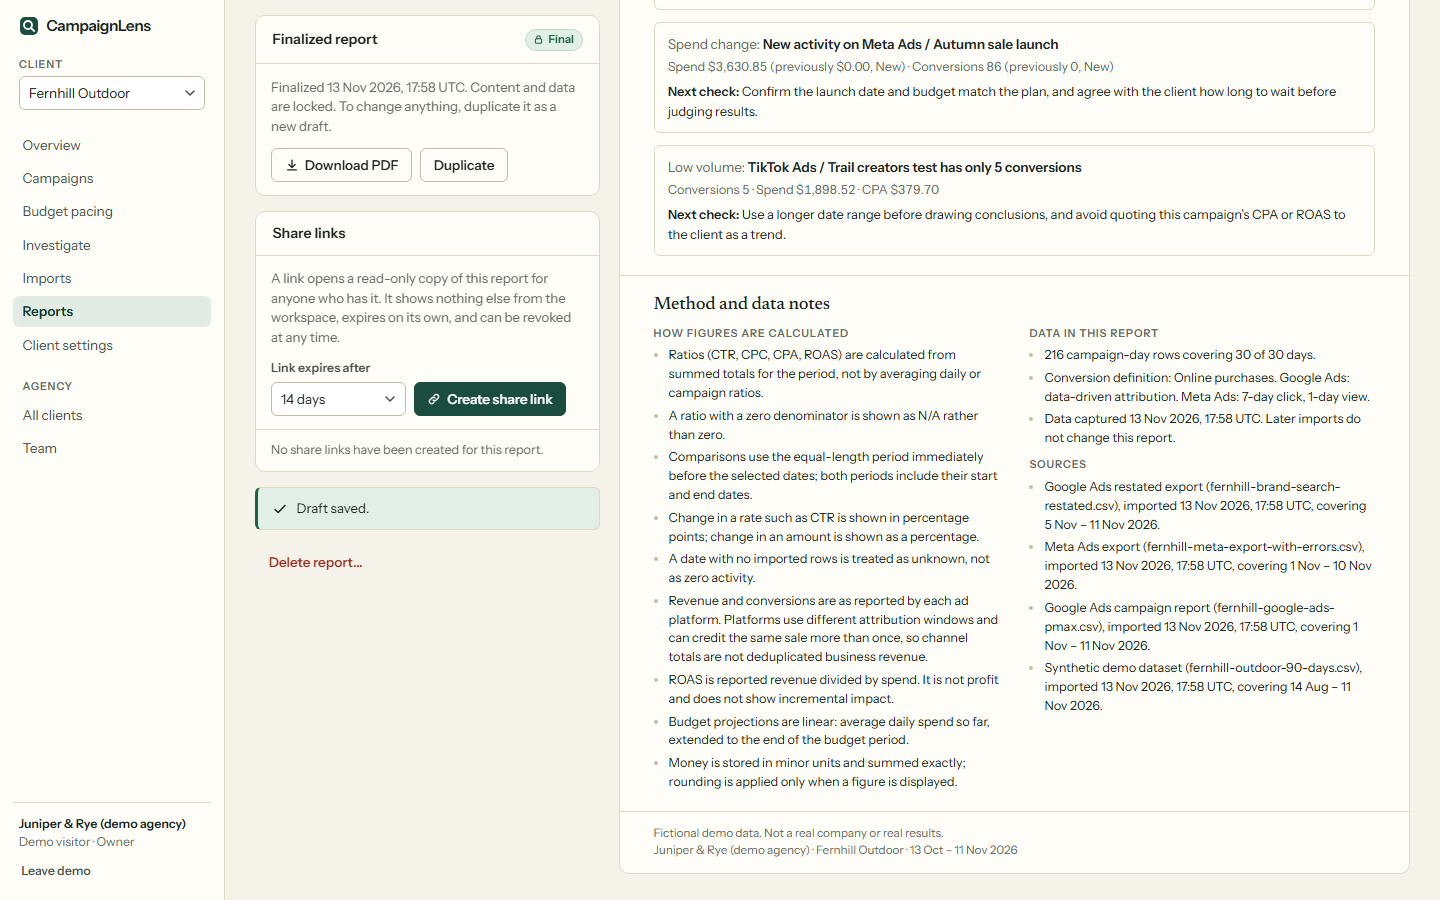 CampaignLens
CLIENT
Fernhill Outdoor
Overview
Campaigns
Budget pacing
Investigate
Imports
Reports
Client settings
AGENCY
All clients
Team
Juniper & Rye (demo agency)
Demo visitor · Owner
Leave demo
Finalized report
Final
Finalized 13 Nov 2026, 17:58 UTC. Content and data
are locked. To change anything, duplicate it as a
new draft.
Download PDF
Duplicate
Share links
A link opens a read-only copy of this report for
anyone who has it. It shows nothing else from the
workspace, expires on its own, and can be revoked
at any time.
Link expires after
14 days
Create share link
No share links have been created for this report.
Draft saved.
Delete report...
Spend change: New activity on Meta Ads / Autumn sale launch
Spend $3,630.85 (previously $0.00, New) · Conversions 86 (previously 0, New)
Next check: Confirm the launch date and budget match the plan, and agree with the client how long to wait before
judging results.
Low volume: TikTok Ads / Trail creators test has only 5 conversions
Conversions 5 · Spend $1,898.52 · CPA $379.70
Next check: Use a longer date range before drawing conclusions, and avoid quoting this campaign's CPA or ROAS to
the client as a trend.
Method and data notes
HOW FIGURES ARE CALCULATED
Ratios (CTR, CPC, CPA, ROAS) are calculated from
summed totals for the period, not by averaging daily or
campaign ratios.
A ratio with a zero denominator is shown as N/A rather
than zero.
Comparisons use the equal-length period immediately
before the selected dates; both periods include their start
and end dates.
Change in a rate such as CTR is shown in percentage
points; change in an amount is shown as a percentage.
A date with no imported rows is treated as unknown, not
as zero activity.
Revenue and conversions are as reported by each ad
platform. Platforms use different attribution windows and
can credit the same sale more than once, so channel
totals are not deduplicated business revenue.
ROAS is reported revenue divided by spend. It is not profit
and does not show incremental impact.
Budget projections are linear: average daily spend so far,
extended to the end of the budget period.
Money is stored in minor units and summed exactly;
rounding is applied only when a figure is displayed.
DATA IN THIS REPORT
216 campaign-day rows covering 30 of 30 days.
Conversion definition: Online purchases. Google Ads:
data-driven attribution. Meta Ads: 7-day click, 1-day view.
Data captured 13 Nov 2026, 17:58 UTC. Later imports do
not change this report.
SOURCES
Google Ads restated export (fernhill-brand-search-
restated.csv), imported 13 Nov 2026, 17:58 UTC, covering
5 Nov – 11 Nov 2026.
Meta Ads export (fernhill-meta-export-with-errors.csv),
imported 13 Nov 2026, 17:58 UTC, covering 1 Nov – 10 Nov
2026.
Google Ads campaign report (fernhill-google-ads-
pmax.csv), imported 13 Nov 2026, 17:58 UTC, covering 1
Nov – 11 Nov 2026.
Synthetic demo dataset (fernhill-outdoor-90-days.csv),
imported 13 Nov 2026, 17:58 UTC, covering 14 Aug – 11
Nov 2026.
Fictional demo data. Not a real company or real results.
Juniper & Rye (demo agency) · Fernhill Outdoor · 13 Oct – 11 Nov 2026